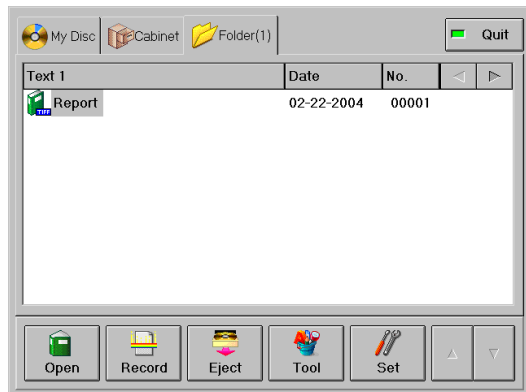 My Disc Cabinet Folder(1) Quit
Text 1 Date No.
TIFF Report 02-22-2004 00001
Open Record Eject Tool Set